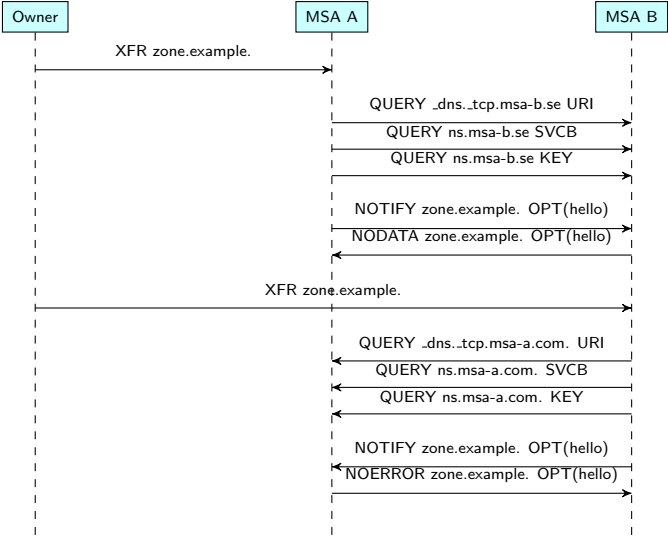 Owner
MSA A
MSA B
XFR zone.example.
QUERY _dns._tcp.msa-b.se URI
QUERY ns.msa-b.se SVCB
QUERY ns.msa-b.se KEY
NOTIFY zone.example. OPT(hello)
NODATA zone.example. OPT(hello)
XFR zone.example.
QUERY _dns._tcp.msa-a.com. URI
QUERY ns.msa-a.com. SVCB
QUERY ns.msa-a.com. KEY
NOTIFY zone.example. OPT(hello)
NOERROR zone.example. OPT(hello)